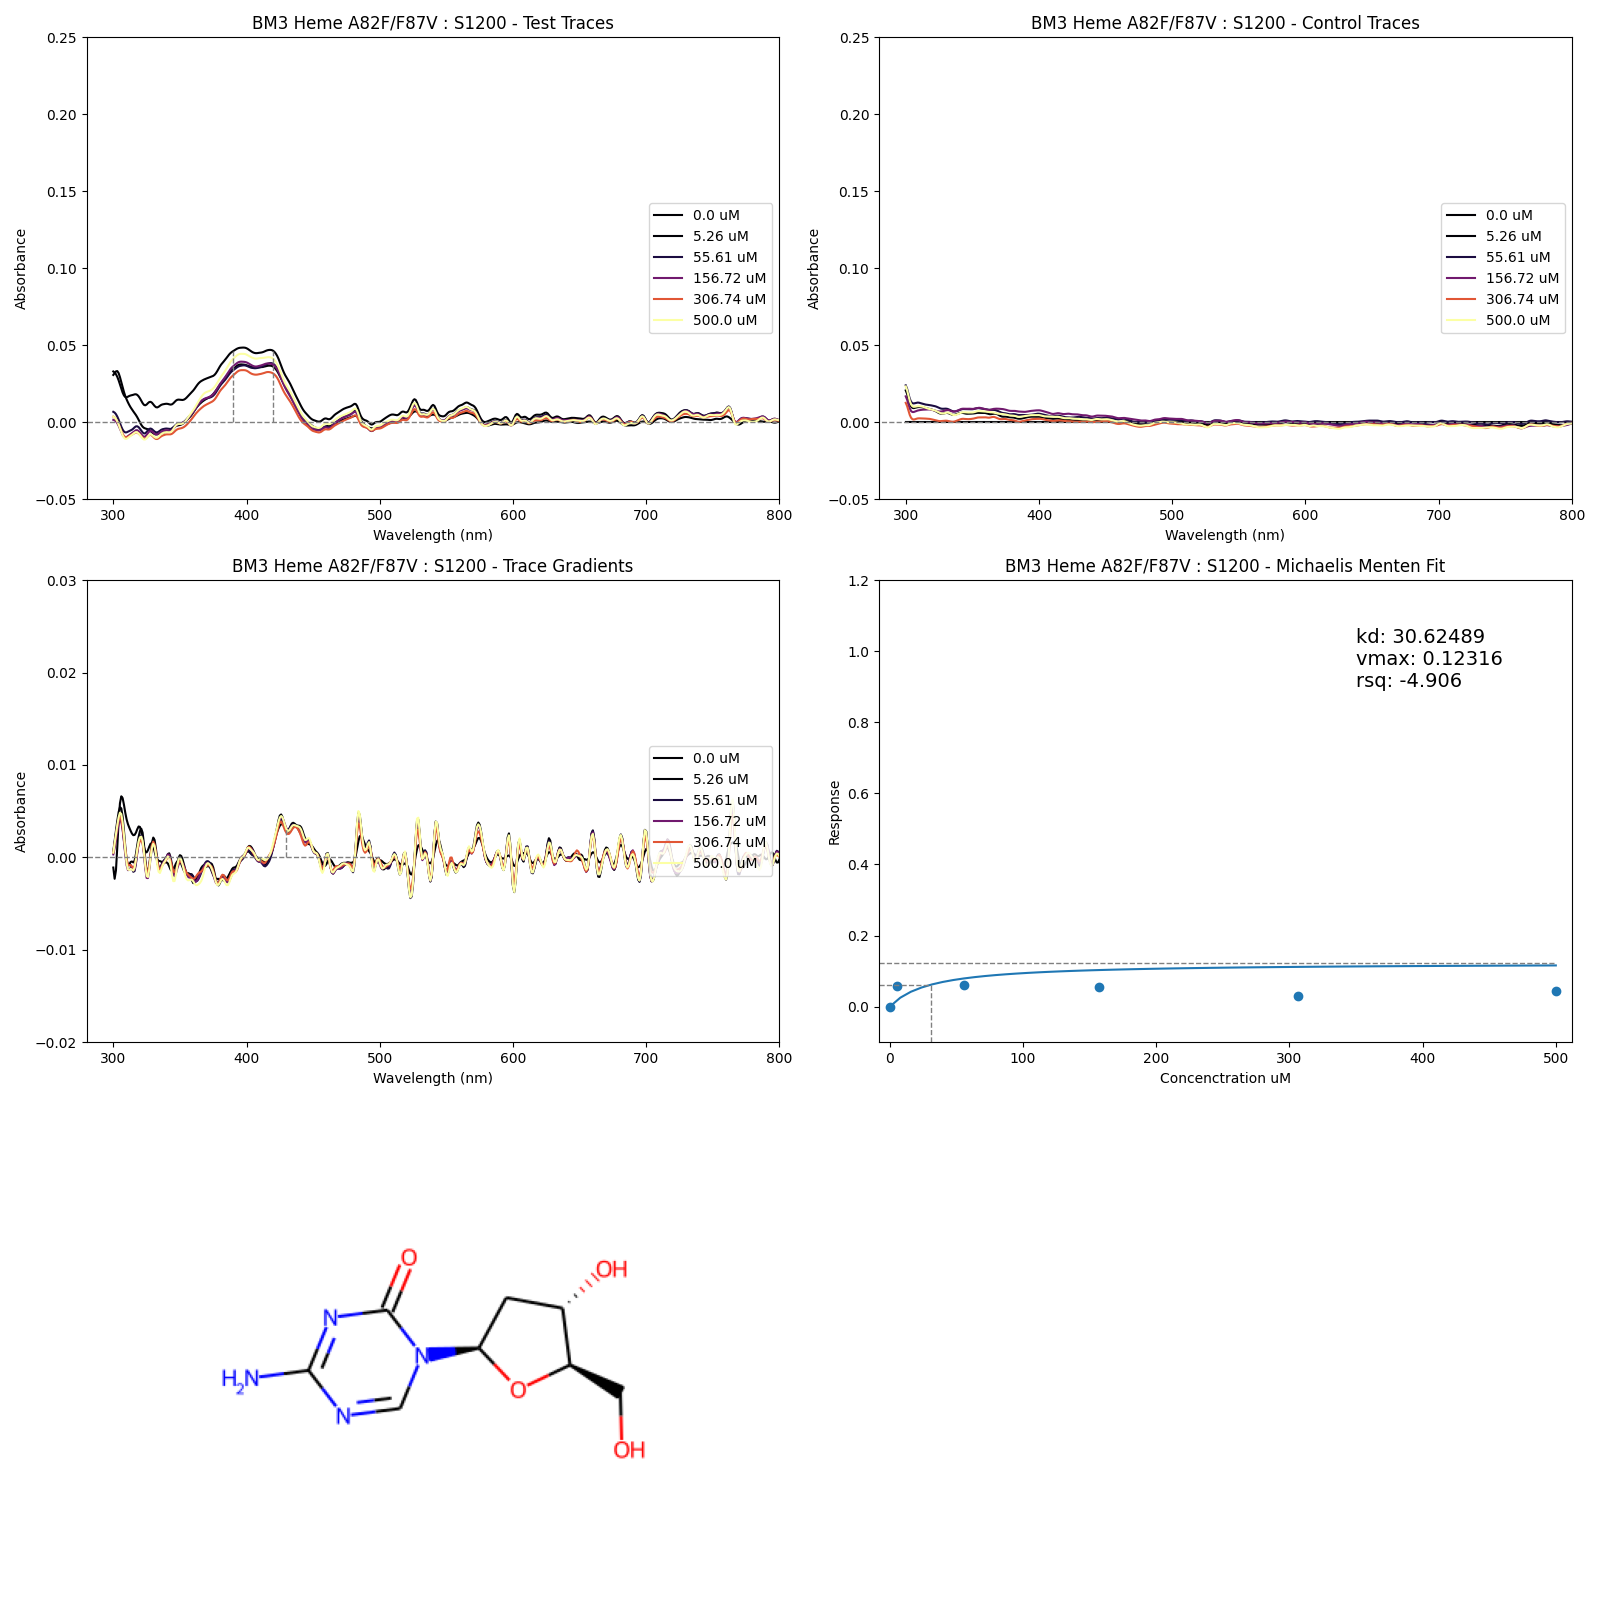 BM3 Heme A82F/F87V : S1200 - Test Traces
0.25
0.20
0.15
0.10
0.05
0.00
−0.05
Absorbance
300
400
500
600
700
800
Wavelength (nm)
0.0 uM
5.26 uM
55.61 uM
156.72 uM
306.74 uM
500.0 uM
BM3 Heme A82F/F87V : S1200 - Control Traces
0.25
0.20
0.15
0.10
0.05
0.00
−0.05
Absorbance
300
400
500
600
700
800
Wavelength (nm)
0.0 uM
5.26 uM
55.61 uM
156.72 uM
306.74 uM
500.0 uM
BM3 Heme A82F/F87V : S1200 - Trace Gradients
0.03
0.02
0.01
0.00
−0.01
−0.02
Absorbance
300
400
500
600
700
800
Wavelength (nm)
0.0 uM
5.26 uM
55.61 uM
156.72 uM
306.74 uM
500.0 uM
BM3 Heme A82F/F87V : S1200 - Michaelis Menten Fit
1.2
1.0
0.8
0.6
0.4
0.2
0.0
Response
0
100
200
300
400
500
Concenctration uM
kd: 30.62489
vmax: 0.12316
rsq: -4.906
O
OH
N
N
H2N
N
O
OH